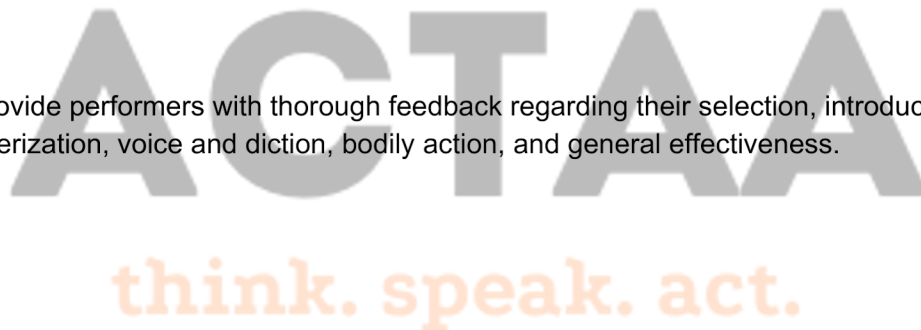 ACTAA
ovide performers with thorough feedback regarding their selection, introduc
erization, voice and diction, bodily action, and general effectiveness.
think. speak. act.